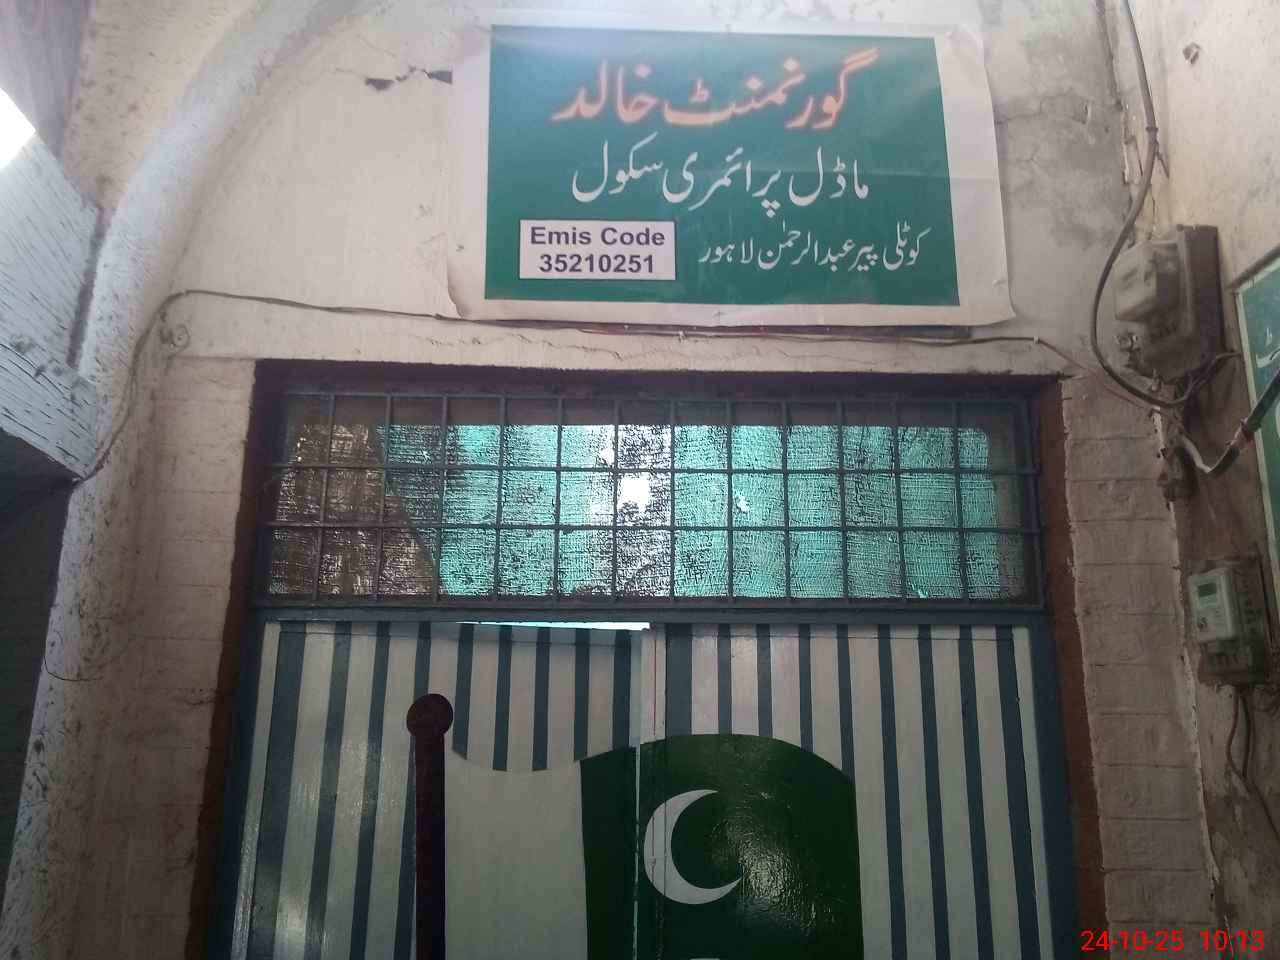 گورنمنٹ خالد
ماڈل پرائمری سکول
کوٹلی پیر عبدالرحمٰن لاہور
Emis Code
35210251
24-10-25 10:13